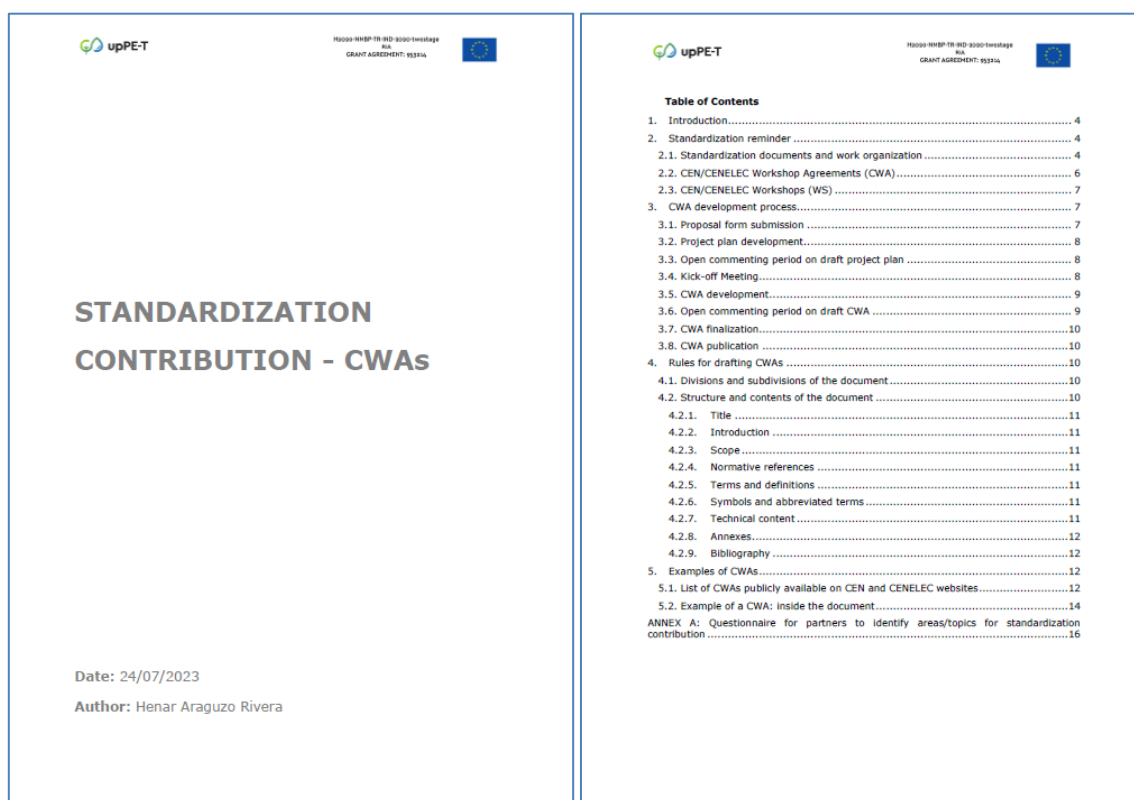 upPE-T
H2020-NMBP-TR-IND-2020-twostage
RIA
GRANT AGREEMENT: 953214
STANDARDIZATION
CONTRIBUTION - CWAs
Date: 24/07/2023
Author: Henar Araguzo Rivera
upPE-T
H2020-NMBP-TR-IND-2020-twostage
RIA
GRANT AGREEMENT: 953214
Table of Contents
1. Introduction 4
2. Standardization reminder 4
2.1. Standardization documents and work organization 4
2.2. CEN/CENELEC Workshop Agreements (CWA) 6
2.3. CEN/CENELEC Workshops (WS) 7
3. CWA development process 7
3.1. Proposal form submission 7
3.2. Project plan development 8
3.3. Open commenting period on draft project plan 8
3.4. Kick-off Meeting 8
3.5. CWA development 9
3.6. Open commenting period on draft CWA 9
3.7. CWA finalization 10
3.8. CWA publication 10
4. Rules for drafting CWAs 10
4.1. Divisions and subdivisions of the document 10
4.2. Structure and contents of the document 10
4.2.1. Title 11
4.2.2. Introduction 11
4.2.3. Scope 11
4.2.4. Normative references 11
4.2.5. Terms and definitions 11
4.2.6. Symbols and abbreviated terms 11
4.2.7. Technical content 11
4.2.8. Annexes 12
4.2.9. Bibliography 12
5. Examples of CWAs 12
5.1. List of CWAs publicly available on CEN and CENELEC websites 12
5.2. Example of a CWA: inside the document 14
ANNEX A: Questionnaire for partners to identify areas/topics for standardization
contribution 16